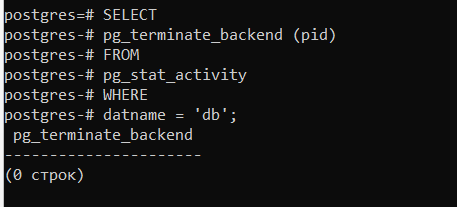 postgres=# SELECT
postgres-# pg_terminate_backend (pid)
postgres-# FROM
postgres-# pg_stat_activity
postgres-# WHERE
postgres-# datname = 'db';
 pg_terminate_backend
----------------------
(0 строк)